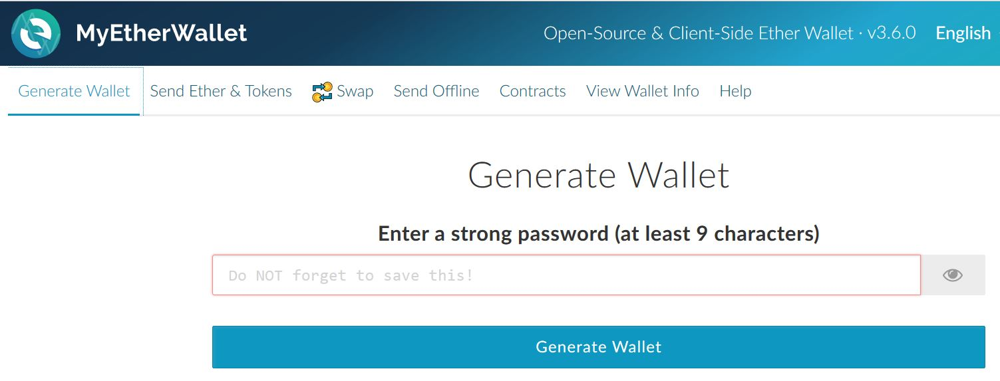 MyEtherWallet
Open-Source & Client-Side Ether Wallet · v3.6.0 English
Generate Wallet Send Ether & Tokens Swap Send Offline Contracts View Wallet Info Help
Generate Wallet
Enter a strong password (at least 9 characters)
Do NOT forget to save this!
Generate Wallet